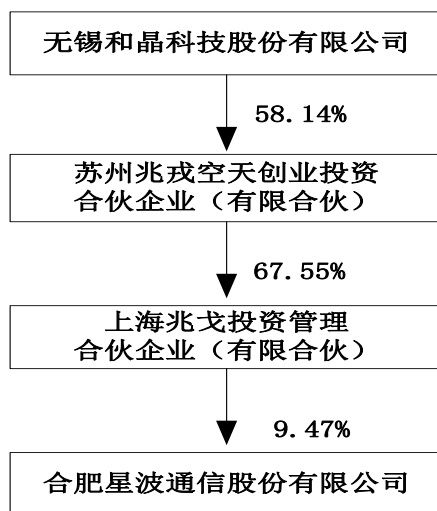 无锡和晶科技股份有限公司
58.14%
苏州兆戎空天创业投资
合伙企业（有限合伙）
67.55%
上海兆戈投资管理
合伙企业（有限合伙）
9.47%
合肥星波通信股份有限公司